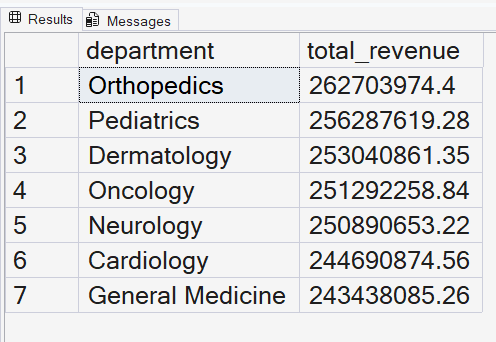 Results Messages
department total_revenue
1 Orthopedics 262703974.4
2 Pediatrics 256287619.28
3 Dermatology 253040861.35
4 Oncology 251292258.84
5 Neurology 250890653.22
6 Cardiology 244690874.56
7 General Medicine 243438085.26